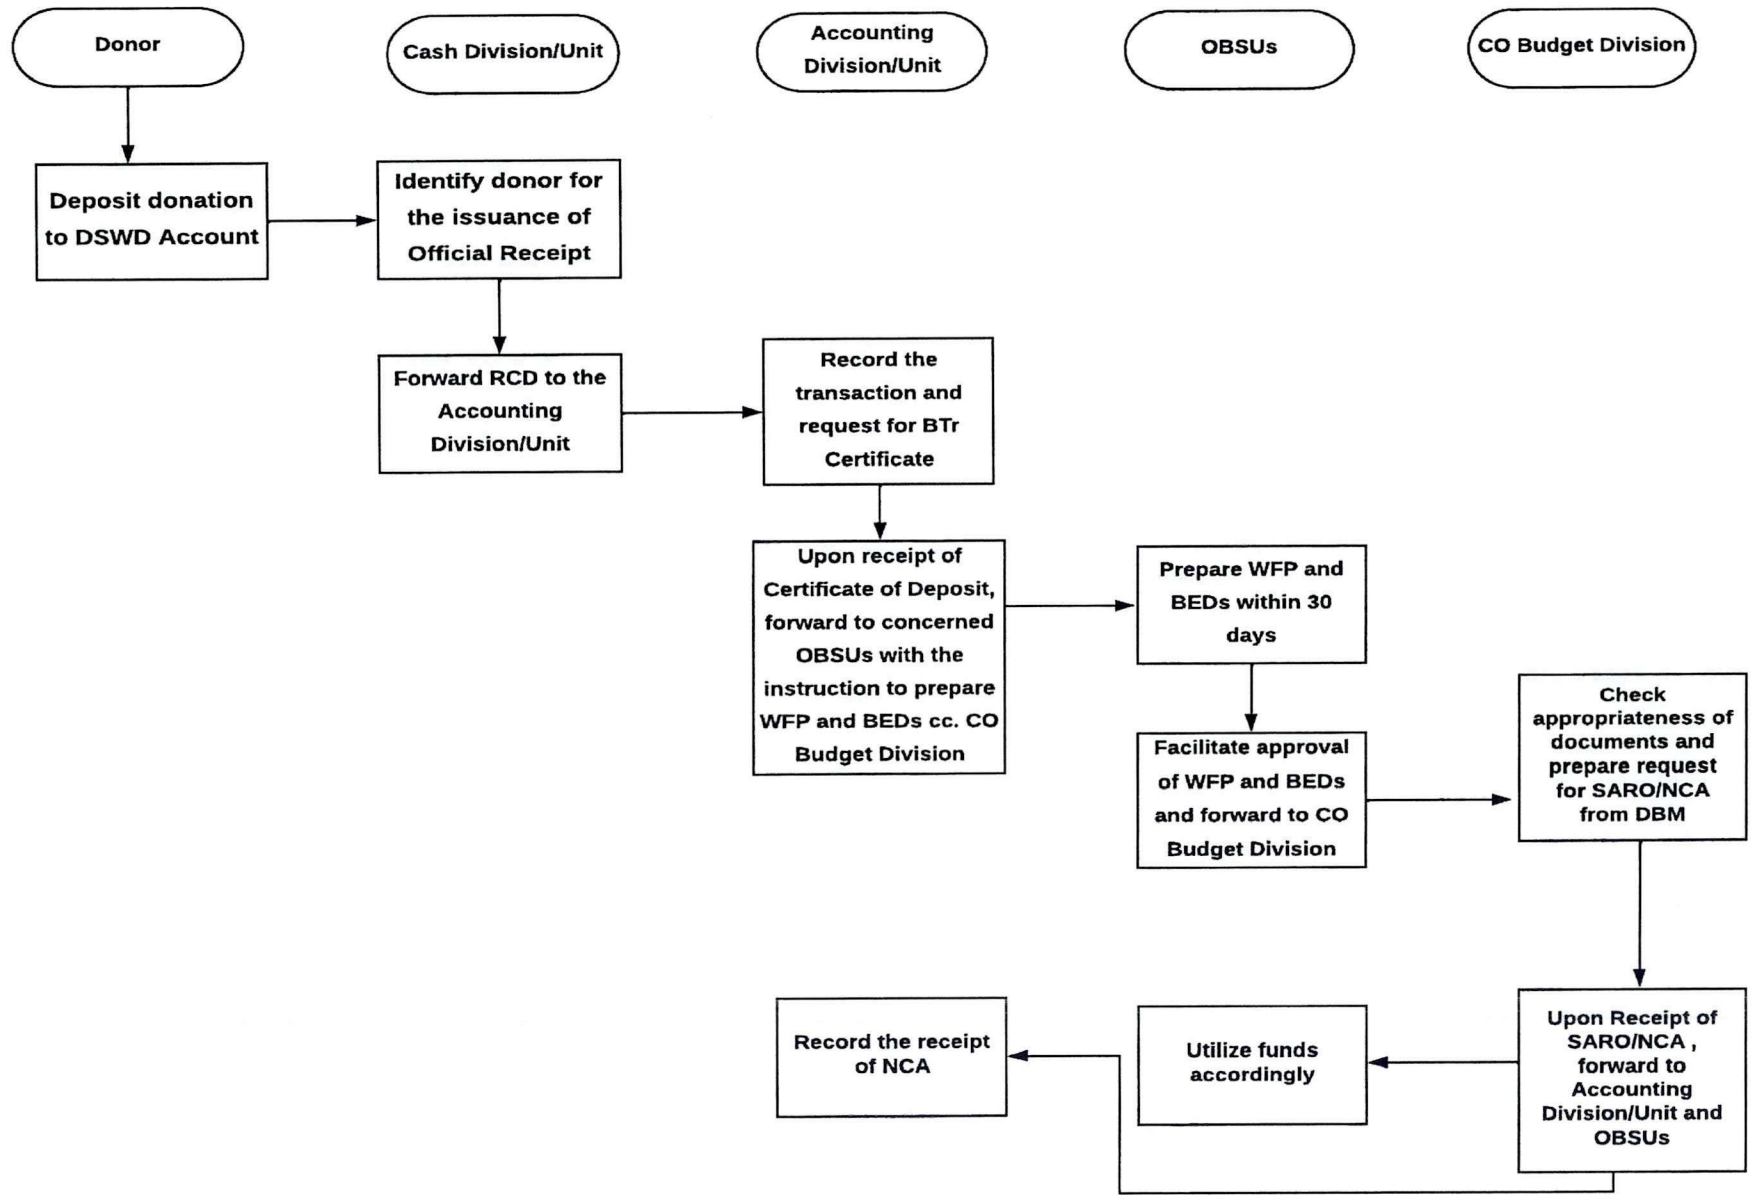 Donor
Cash Division/Unit
Accounting
Division/Unit
OBSUs
CO Budget Division
Deposit donation
to DSWD Account
Identify donor for
the issuance of
Official Receipt
Forward RCD to the
Accounting
Division/Unit
Record the
transaction and
request for BTr
Certificate
Upon receipt of
Certificate of Deposit,
forward to concerned
OBSUs with the
instruction to prepare
WFP and BEDs cc. CO
Budget Division
Prepare WFP and
BEDs within 30
days
Facilitate approval
of WFP and BEDs
and forward to CO
Budget Division
Check
appropriateness of
documents and
prepare request
for SARO/NCA
from DBM
Upon Receipt of
SARO/NCA ,
forward to
Accounting
Division/Unit and
OBSUs
Utilize funds
accordingly
Record the receipt
of NCA